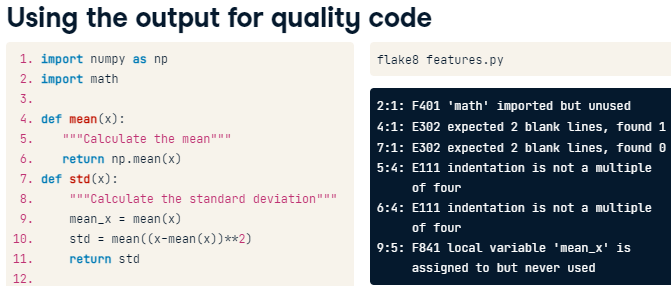 Using the output for quality code
1. import numpy as np
2. import math
3.
4. def mean(x):
5.    """Calculate the mean"""
6.    return np.mean(x)
7. def std(x):
8.     """Calculate the standard deviation"""
9.     mean_x = mean(x)
10.     std = mean((x-mean(x))**2)
11.     return std
12.
flake8 features.py
2:1: F401 'math' imported but unused
4:1: E302 expected 2 blank lines, found 1
7:1: E302 expected 2 blank lines, found 0
5:4: E111 indentation is not a multiple
of four
6:4: E111 indentation is not a multiple
of four
9:5: F841 local variable 'mean_x' is
assigned to but never used